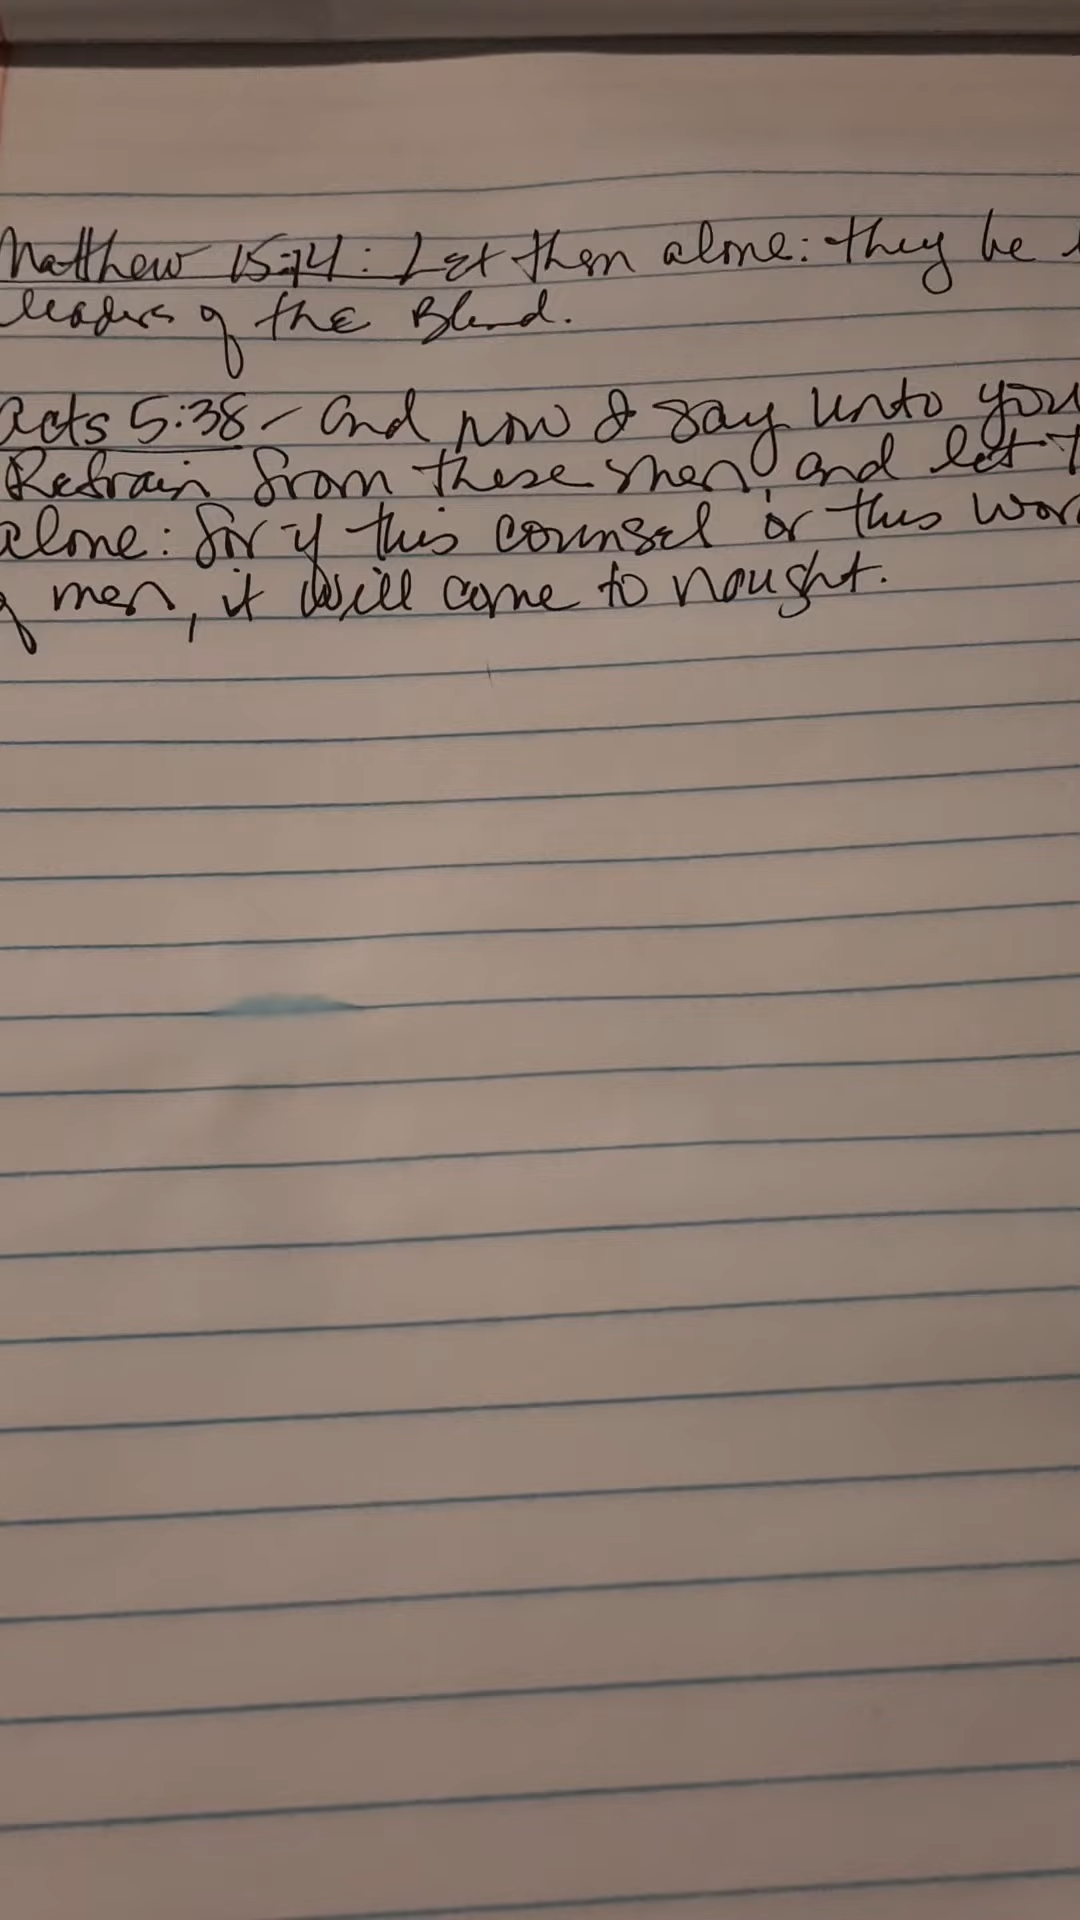 Matthew 15:14: Let them alone: they be
leaders of the Blind.
Acts 5:38 - And now I say unto you
Refrain from these men, and let
alone: for if this counsel or this wor
of men, it will come to nought.